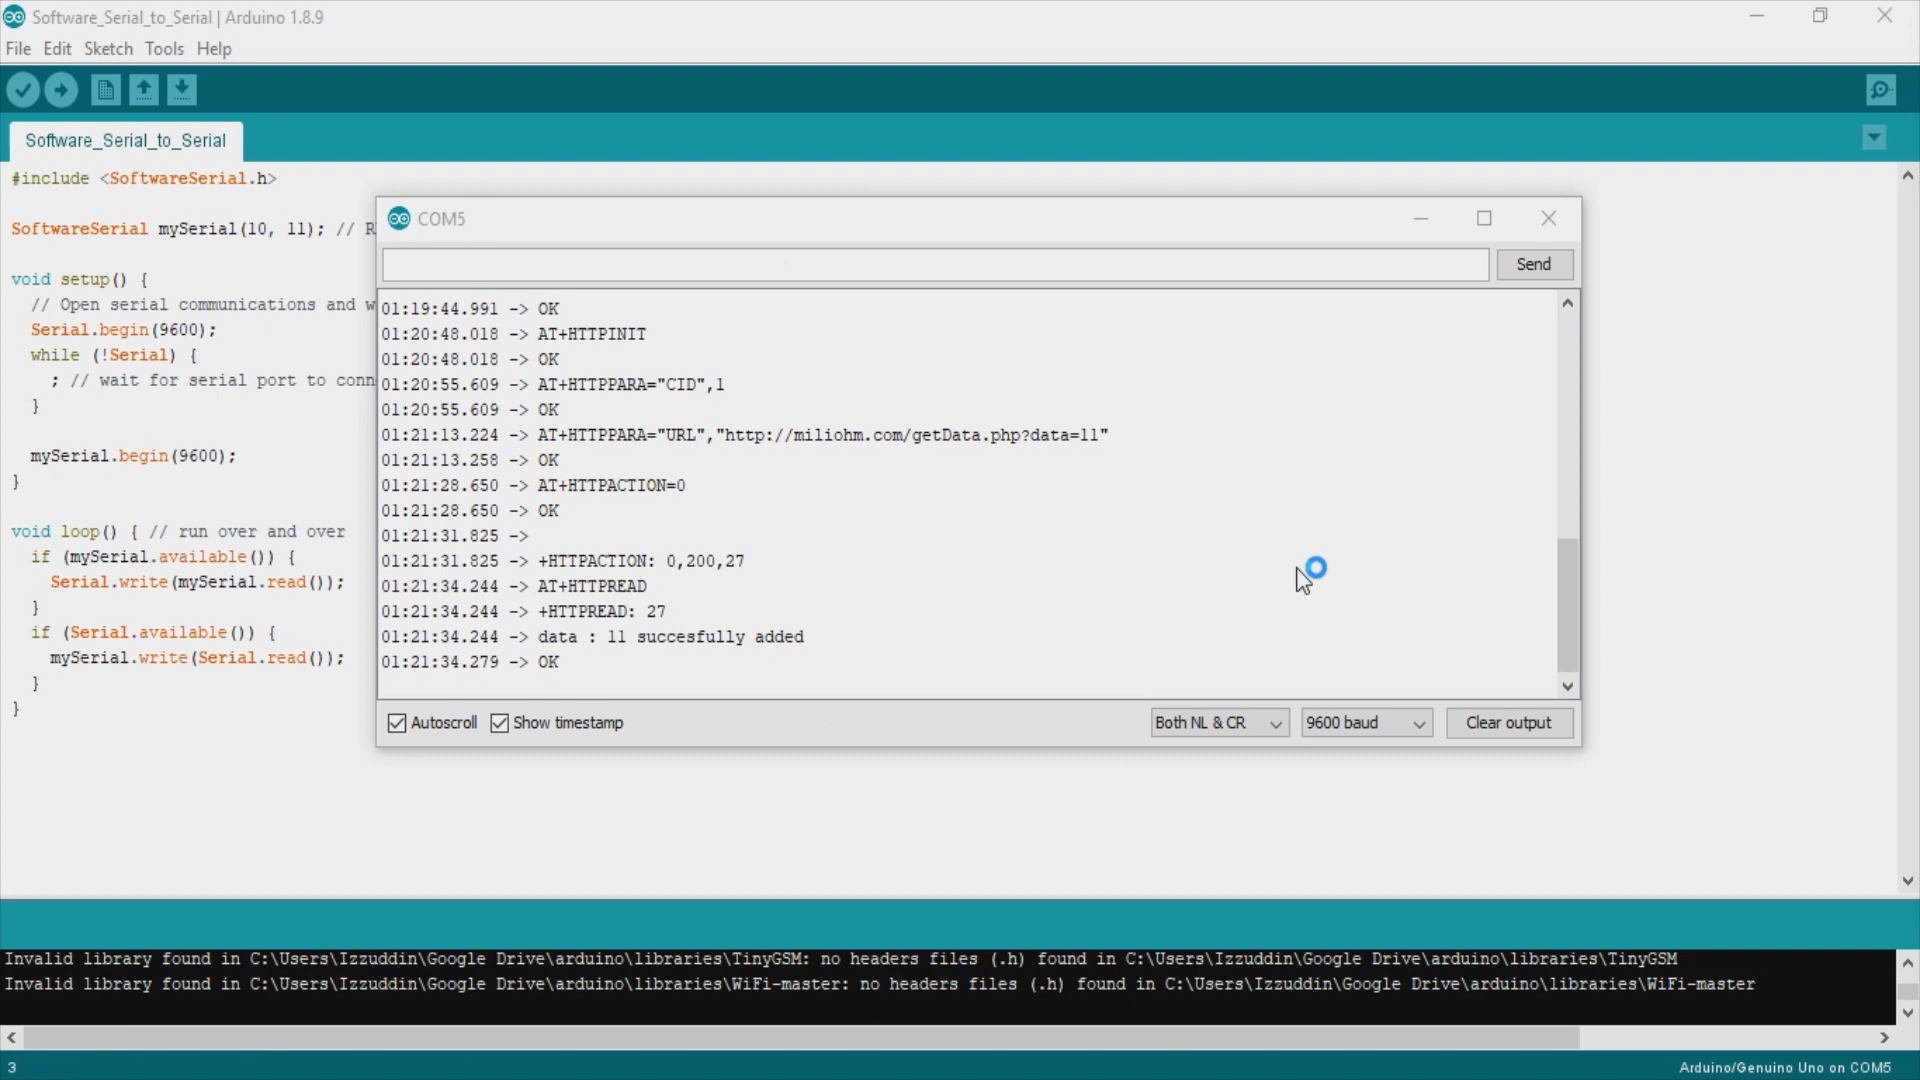 Software_Serial_to_Serial | Arduino 1.8.9
File Edit Sketch Tools Help
Software_Serial_to_Serial
#include <SoftwareSerial.h>
SoftwareSerial mySerial(10, 11); // R
void setup() {
// Open serial communications and w
Serial.begin(9600);
while (!Serial) {
; // wait for serial port to conn
}
mySerial.begin(9600);
}
void loop() { // run over and over
if (mySerial.available()) {
Serial.write(mySerial.read());
}
if (Serial.available()) {
mySerial.write(Serial.read());
}
}
COM5
Send
01:19:44.991 -> OK
01:20:48.018 -> AT+HTTPINIT
01:20:48.018 -> OK
01:20:55.609 -> AT+HTTPPARA="CID",1
01:20:55.609 -> OK
01:21:13.224 -> AT+HTTPPARA="URL","http://miliohm.com/getData.php?data=11"
01:21:13.258 -> OK
01:21:28.650 -> AT+HTTPACTION=0
01:21:28.650 -> OK
01:21:31.825 ->
01:21:31.825 -> +HTTPACTION: 0,200,27
01:21:34.244 -> AT+HTTPREAD
01:21:34.244 -> +HTTPREAD: 27
01:21:34.244 -> data : 11 succesfully added
01:21:34.279 -> OK
Autoscroll Show timestamp Both NL & CR 9600 baud Clear output
Invalid library found in C:\Users\Izzuddin\Google Drive\arduino\libraries\TinyGSM: no headers files (.h) found in C:\Users\Izzuddin\Google Drive\arduino\libraries\TinyGSM
Invalid library found in C:\Users\Izzuddin\Google Drive\arduino\libraries\WiFi-master: no headers files (.h) found in C:\Users\Izzuddin\Google Drive\arduino\libraries\WiFi-master
3 Arduino/Genuino Uno on COM5